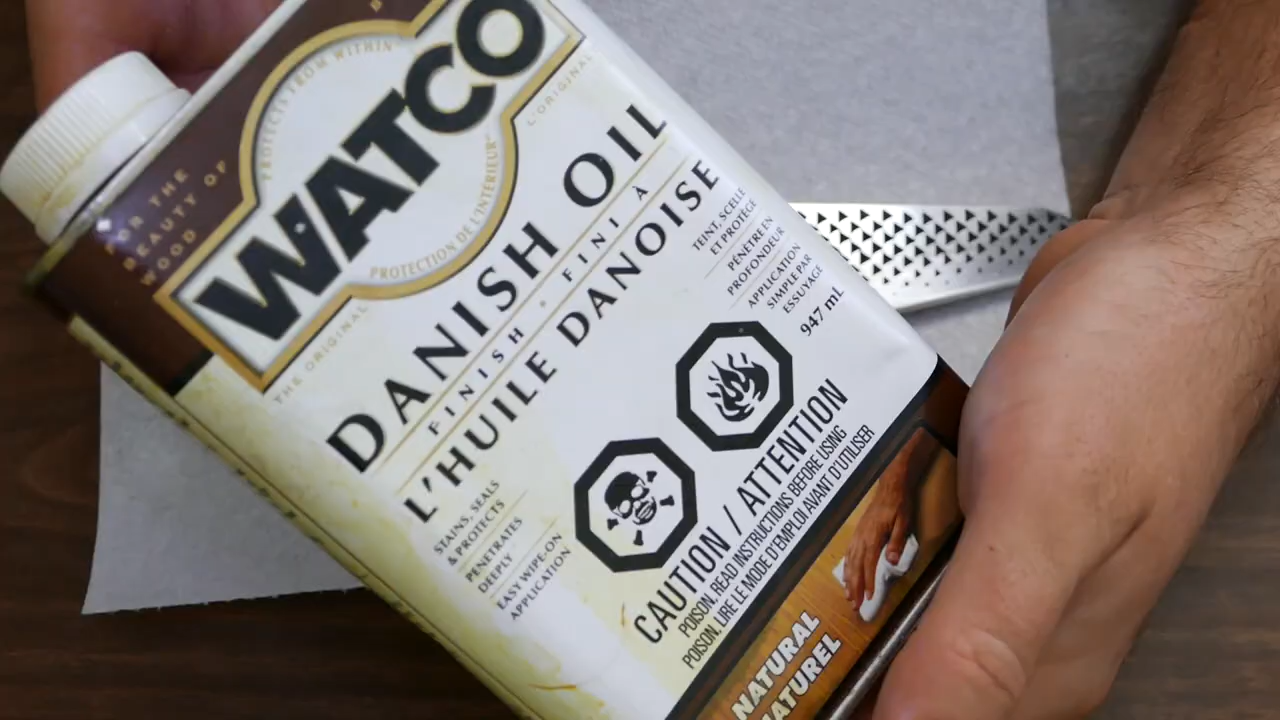 FOR THE
BEAUTY OF
WOOD
PROTECTS FROM WITHIN
WATCO
PROTECTION DE L'INTÉRIEUR
THE ORIGINAL
L'ORIGINAL
DANISH OIL
FINISH • FINI À
L'HUILE DANOISE
STAINS, SEALS
& PROTECTS
PENETRATES
DEEPLY
EASY WIPE-ON
APPLICATION
TEINT, SCELLE
ET PROTÈGE
PÉNÈTRE EN
PROFONDEUR
APPLICATION
SIMPLE PAR
ESSUYAGE
947 mL
CAUTION / ATTENTION
POISON, READ INSTRUCTIONS BEFORE USING
POISON, LIRE LE MODE D'EMPLOI AVANT D'UTILISER
NATURAL
NATUREL